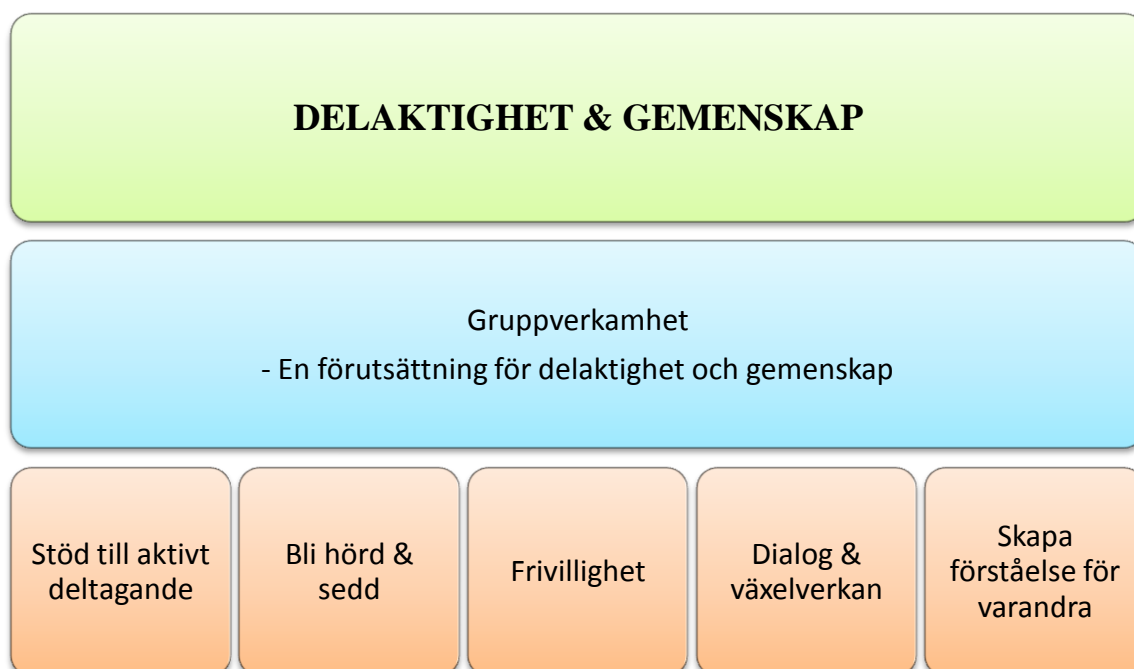 DELAKTIGHET & GEMENSKAP
Gruppverkamhet
- En förutsättning för delaktighet och gemenskap
Stöd till aktivt
deltagande
Bli hörd &
sedd
Frivillighet
Dialog &
växelverkan
Skapa
förståelse för
varandra